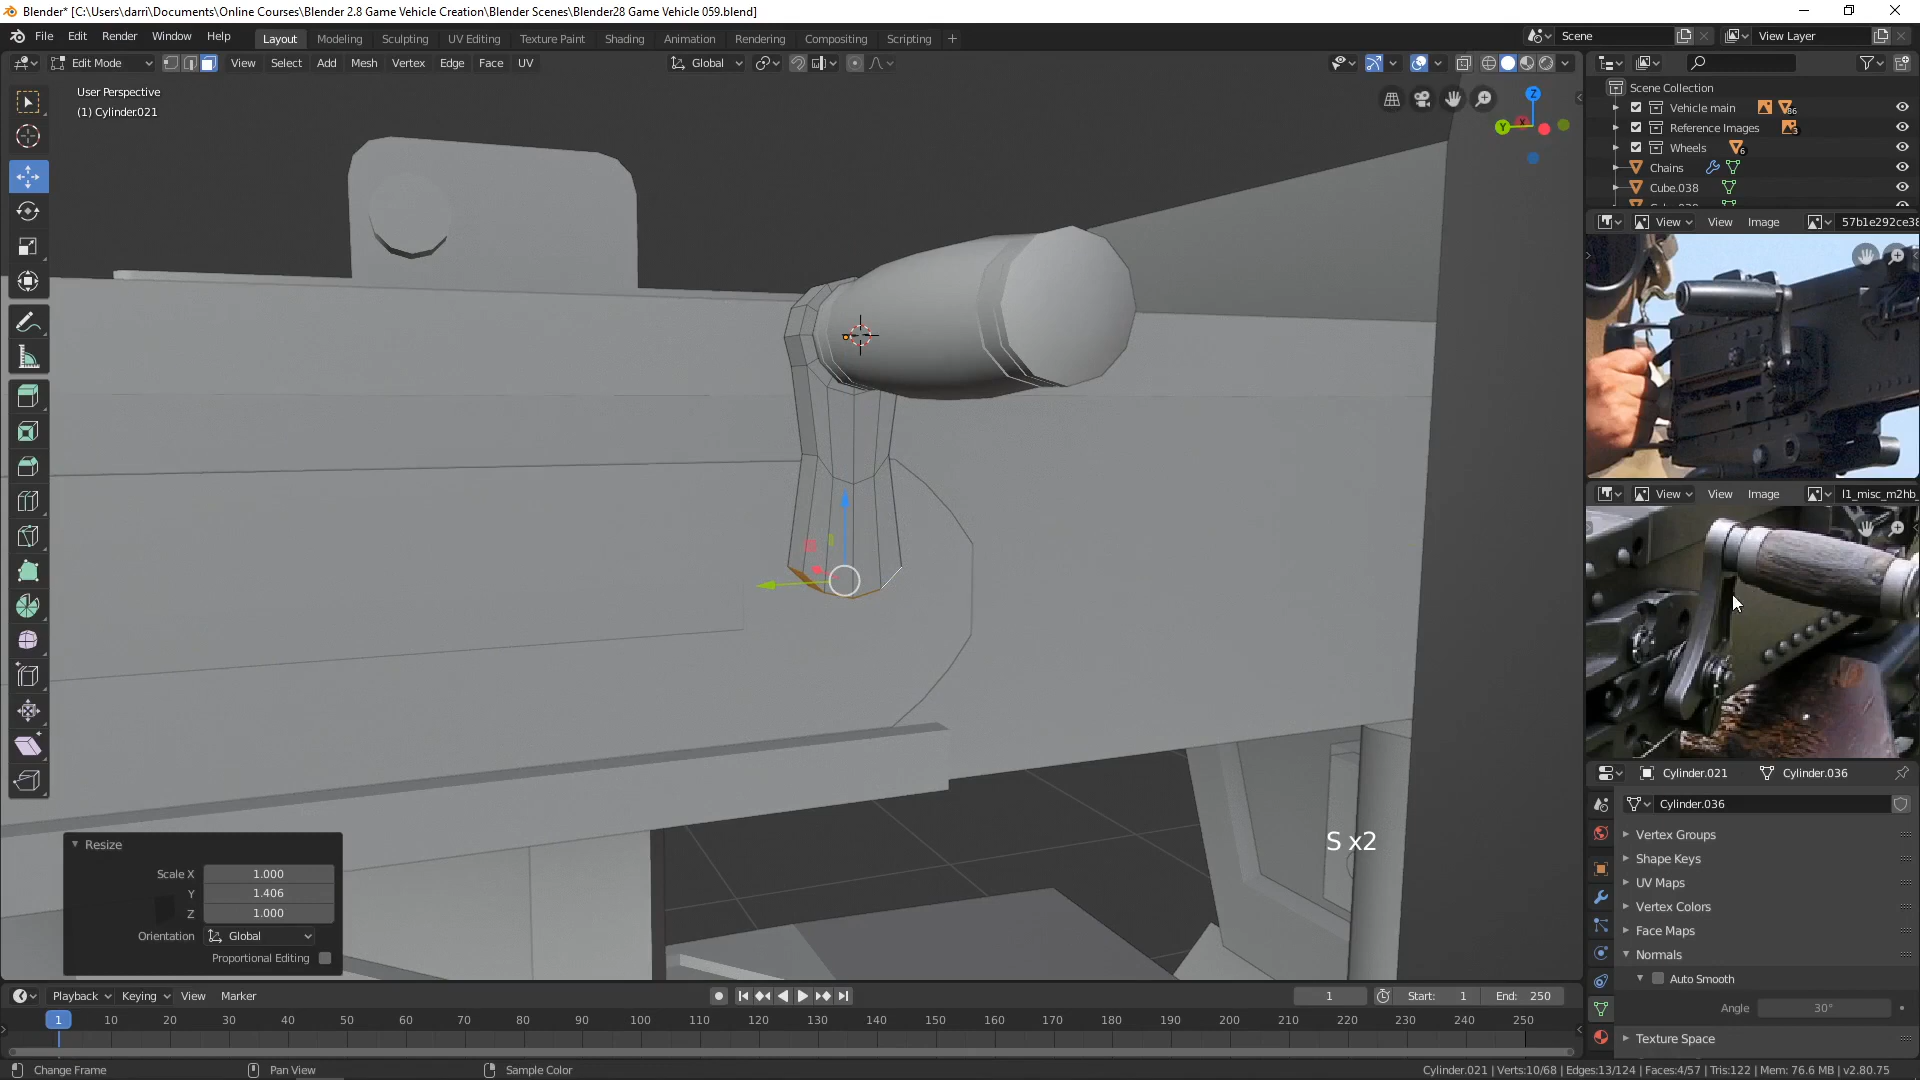 Blender* [C:\Users\darri\Documents\Online Courses\Blender 2.8 Game Vehicle Creation\Blender Scenes\Blender28 Game Vehicle 059.blend]
File Edit Render Window Help
Layout Modeling Sculpting UV Editing Texture Paint Shading Animation Rendering Compositing Scripting +
Scene
View Layer
Edit Mode View Select Add Mesh Vertex Edge Face UV
Global
User Perspective
(1) Cylinder.021
Z
Y
X
Scene Collection
Vehicle main 86
Reference Images 3
Wheels 6
Chains
Cube.038
View View Image 57b1e292ce38
View View Image l1_misc_m2hb_
S x2
Resize
Scale X 1.000
Y 1.406
Z 1.000
Orientation Global
Proportional Editing
Cylinder.021 Cylinder.036
Cylinder.036
Vertex Groups
Shape Keys
UV Maps
Vertex Colors
Face Maps
Normals
Auto Smooth
Angle 30°
Texture Space
Playback Keying View Marker
1 Start: 1 End: 250
1 10 20 30 40 50 60 70 80 90 100 110 120 130 140 150 160 170 180 190 200 210 220 230 240 250
Change Frame Pan View Sample Color
Cylinder.021 | Verts:10/68 | Edges:13/124 | Faces:4/57 | Tris:122 | Mem: 76.6 MB | v2.80.75